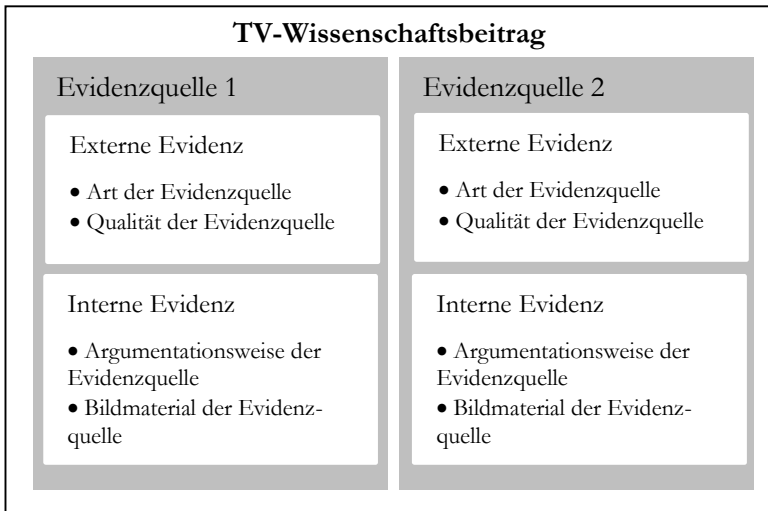 TV-Wissenschaftsbeitrag
Evidenzquelle 1
Externe Evidenz
• Art der Evidenzquelle
• Qualität der Evidenzquelle
Interne Evidenz
• Argumentationsweise der
Evidenzquelle
• Bildmaterial der Evidenz-
quelle
Evidenzquelle 2
Externe Evidenz
• Art der Evidenzquelle
• Qualität der Evidenzquelle
Interne Evidenz
• Argumentationsweise der
Evidenzquelle
• Bildmaterial der Evidenz-
quelle